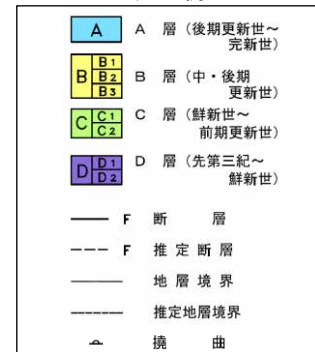 A A 層（後期更新世～
完新世）
B B1 B2 B3 B 層（中・後期
更新世）
C C1 C2 C 層（鮮新世～
前期更新世）
D D1 D2 D 層（先第三紀～
鮮新世）
F 断層
F 推定断層
地層境界
推定地層境界
撓曲